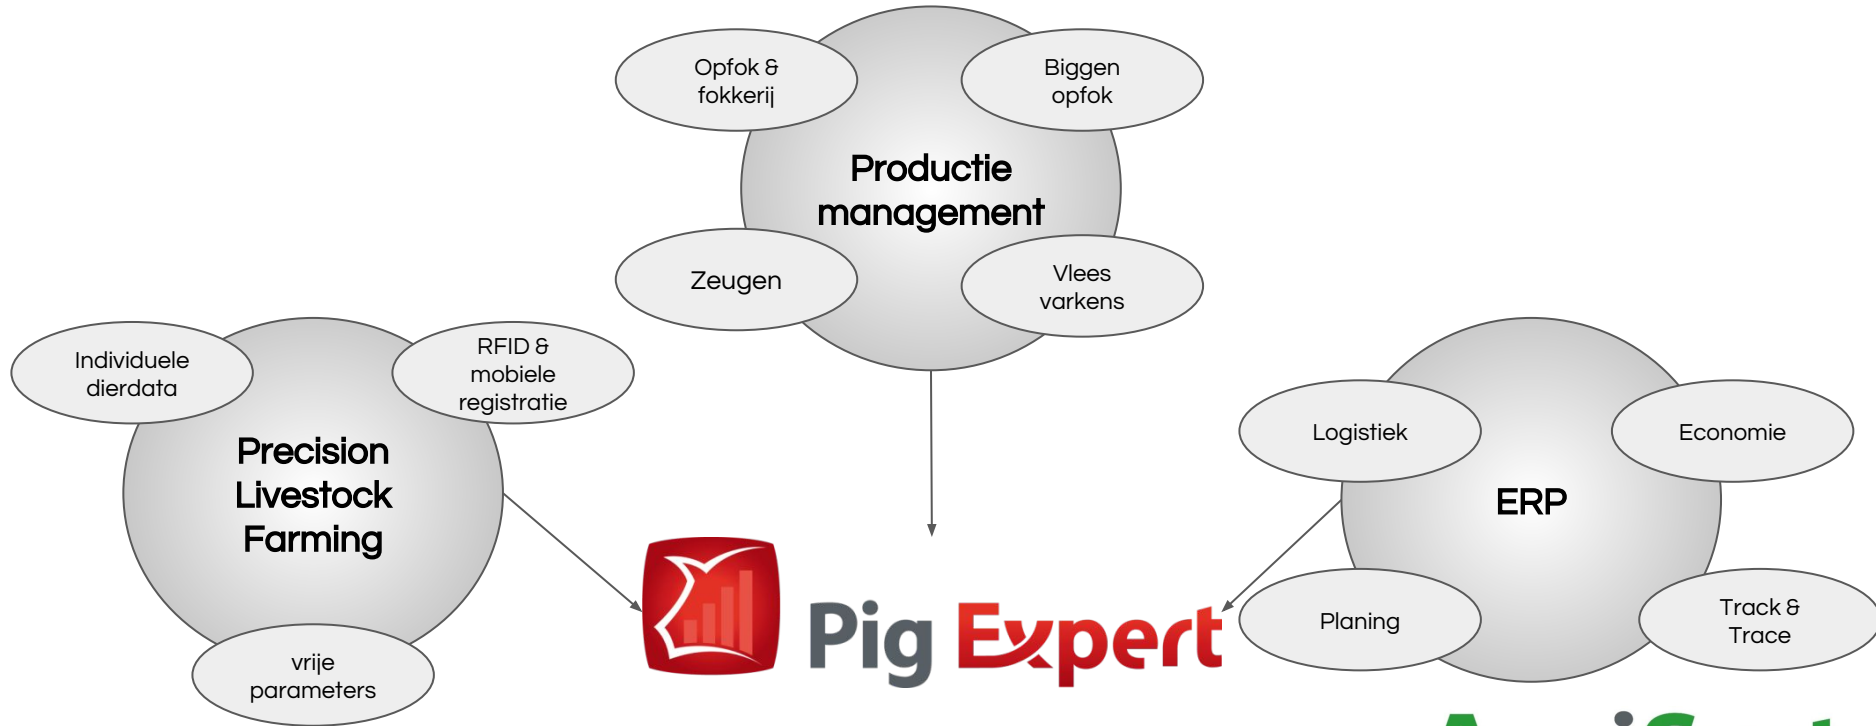 Opfok &
fokkerij
Biggen
opfok
Productie
management
Zeugen
Vlees
varkens
Individuele
dierdata
RFID &
mobiele
registratie
Precision
Livestock
Farming
vrije
parameters
Logistiek
Economie
ERP
Planing
Track &
Trace
Pig Expert